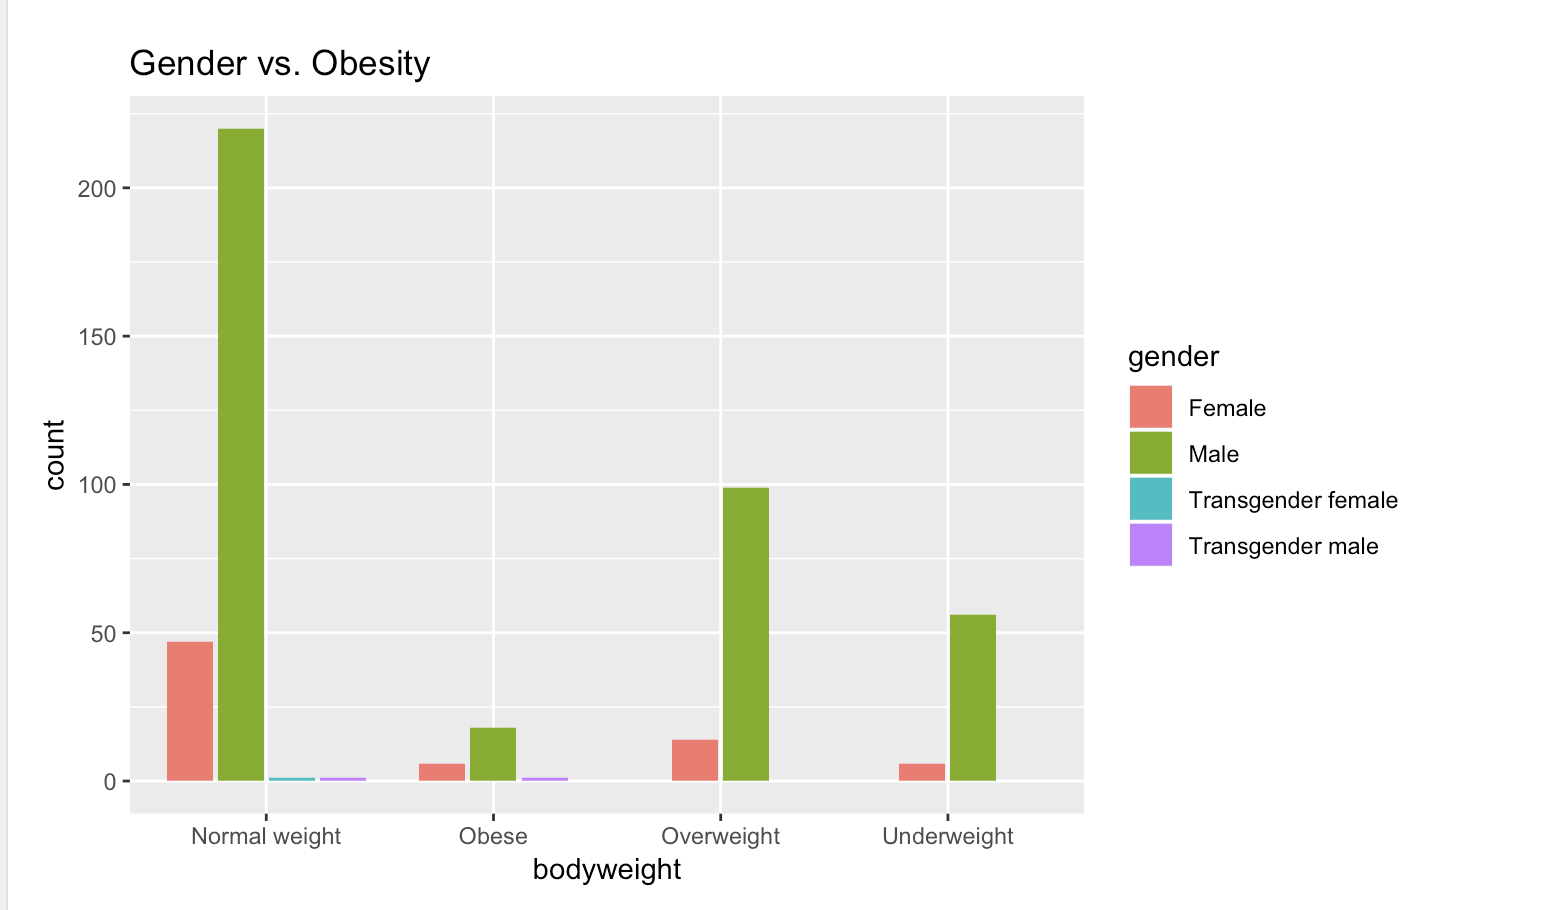 Gender vs. Obesity
200
150
100
50
0
count
Normal weight
Obese
Overweight
Underweight
bodyweight
gender
Female
Male
Transgender female
Transgender male